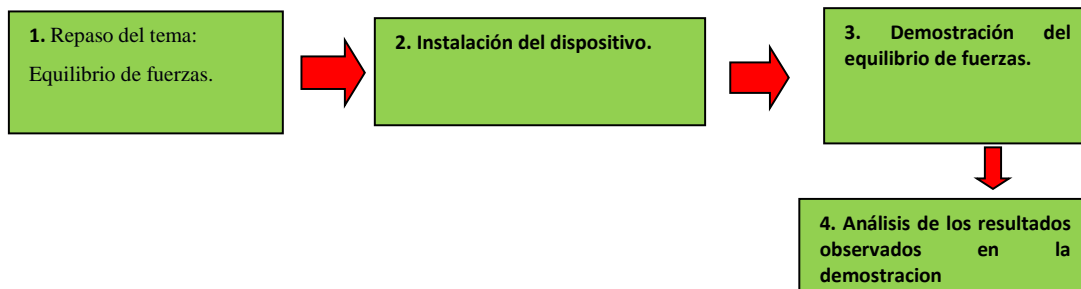 1. Repaso del tema:
Equilibrio de fuerzas.
2. Instalación del dispositivo.
3. Demostración del
equilibrio de fuerzas.
4. Análisis de los resultados
observados en la
demostracion